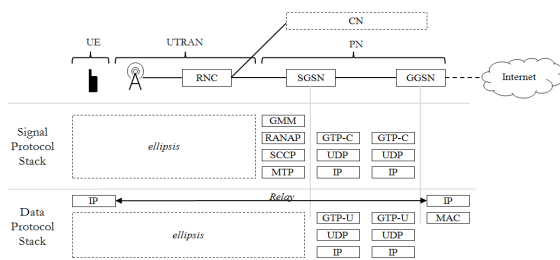 CN
UE
UTRAN
PN
RNC
SGSN
GGSN
Internet
Signal
Protocol
Stack
ellipsis
GMM
RANAP
SCCP
MTP
GTP-C
UDP
IP
GTP-C
UDP
IP
Data
Protocol
Stack
IP
Relay
IP
ellipsis
GTP-U
UDP
IP
GTP-U
UDP
IP
MAC